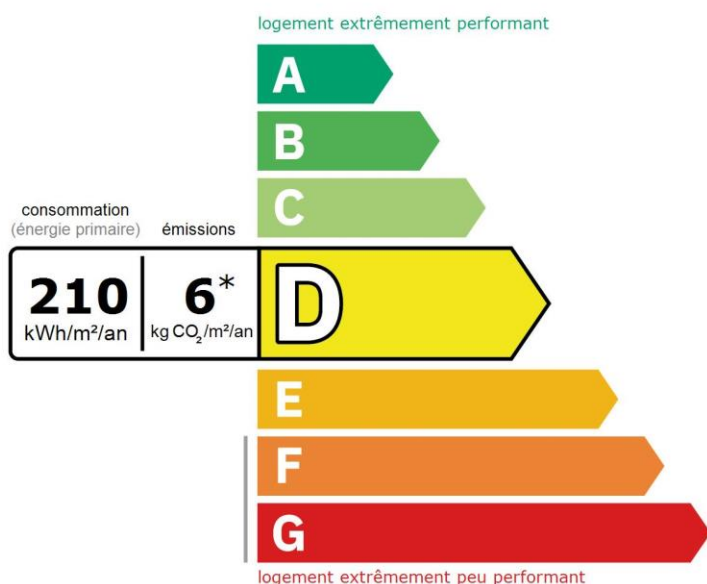 logement extrêmement performant
A
B
C
consommation
(énergie primaire)
émissions
210
kWh/m²/an
6*
kg CO₂/m²/an
D
E
F
G
logement extrêmement peu performant